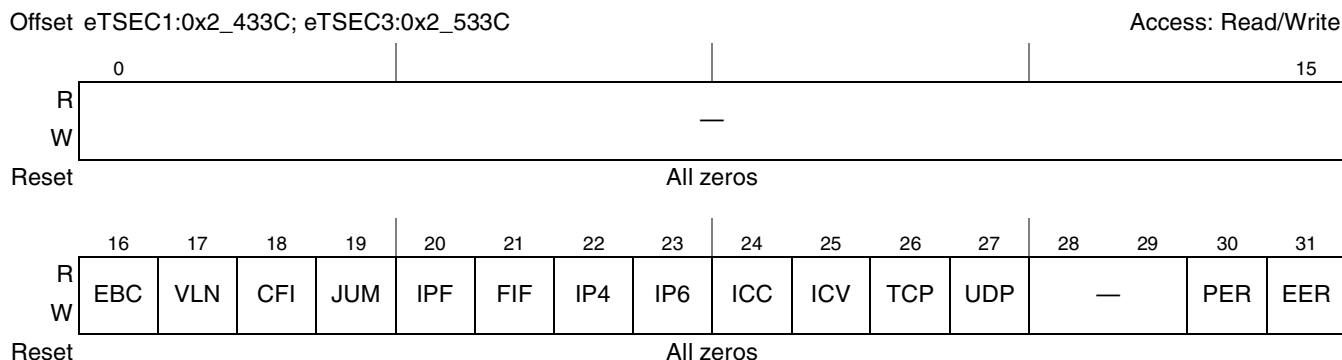 Offset eTSEC1:0x2_433C; eTSEC3:0x2_533C Access: Read/Write
0 15
R
—
W
Reset All zeros
16 17 18 19 20 21 22 23 24 25 26 27 28 29 30 31
R
EBC VLN CFI JUM IPF FIF IP4 IP6 ICC ICV TCP UDP — PER EER
W
Reset All zeros